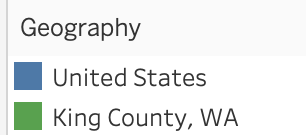 Geography
United States
King County, WA